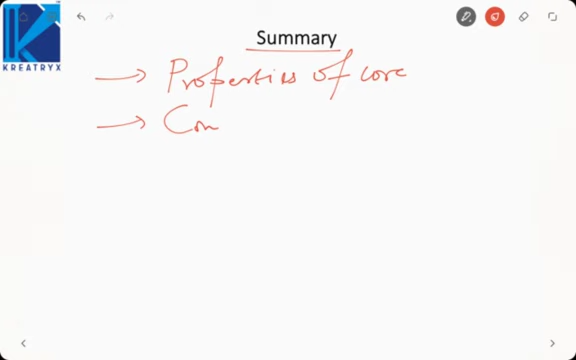 KREATRYX
Summary
→ Properties of core
→ Con